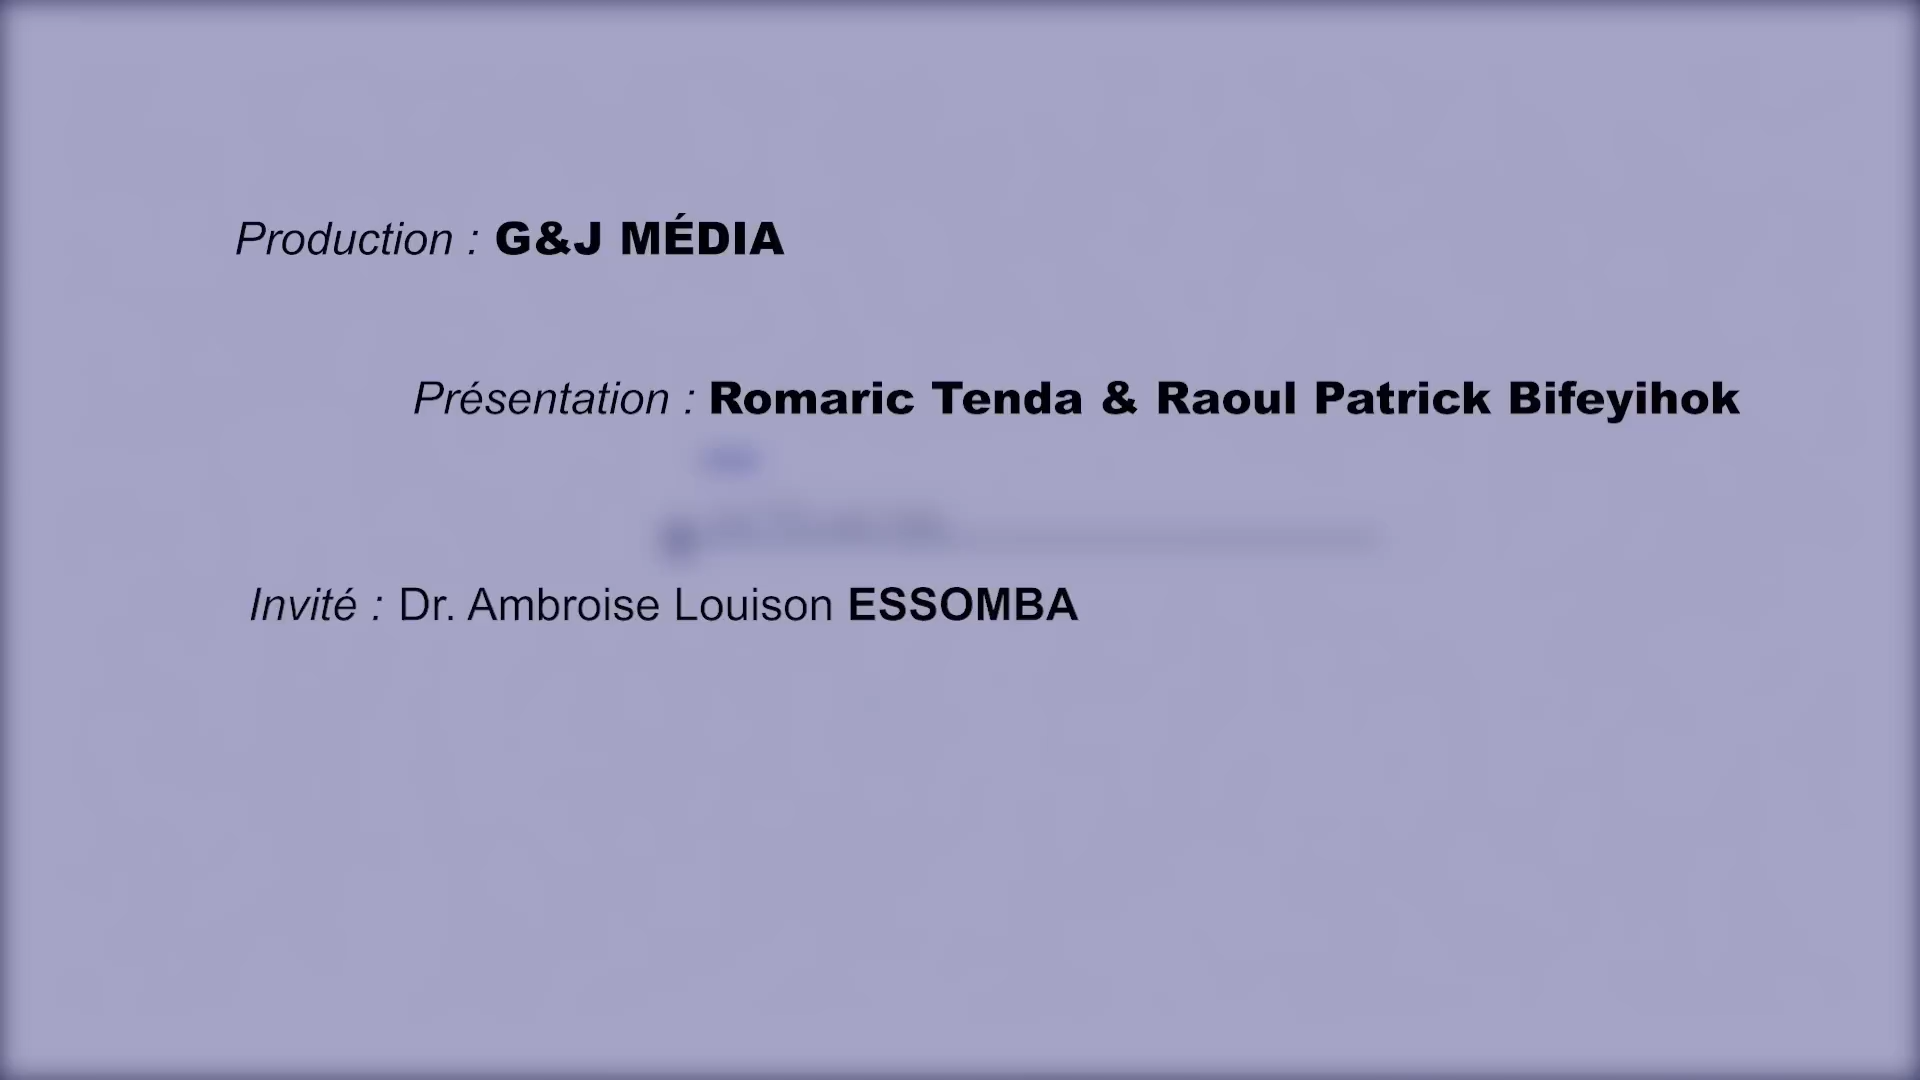 Production : G&J MÉDIA
Présentation : Romaric Tenda & Raoul Patrick Bifeyihok
Invité : Dr. Ambroise Louison ESSOMBA